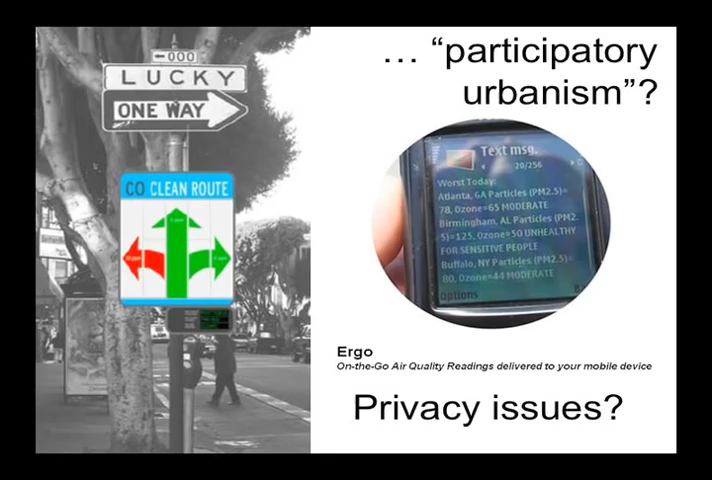 000
LUCKY
ONE WAY
CO CLEAN ROUTE
… “participatory
urbanism”?
Text msg.
20/256
Worst Today:
Atlanta, GA Particles (PM2.5)=
78, Ozone=65 MODERATE
Birmingham, AL Particles (PM2.
5)=125, Ozone=50 UNHEALTHY
FOR SENSITIVE PEOPLE
Buffalo, NY Particles (PM2.5)=
80, Ozone=44 MODERATE
Options
Ergo
On-the-Go Air Quality Readings delivered to your mobile device
Privacy issues?